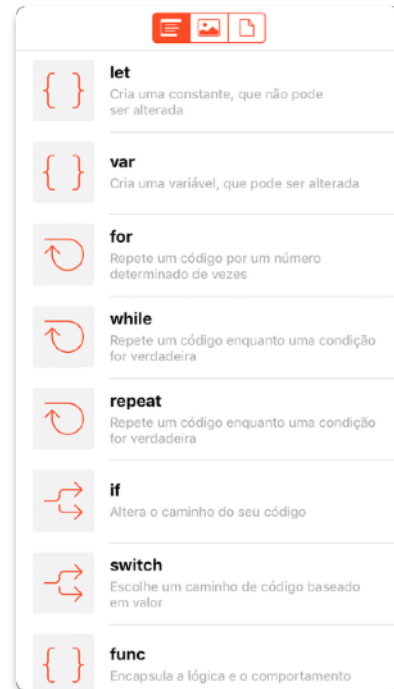 let
Cria uma constante, que não pode
ser alterada
var
Cria uma variável, que pode ser alterada
for
Repete um código por um número
determinado de vezes
while
Repete um código enquanto uma condição
for verdadeira
repeat
Repete um código enquanto uma condição
for verdadeira
if
Altera o caminho do seu código
switch
Escolhe um caminho de código baseado
em valor
func
Encapsula a lógica e o comportamento